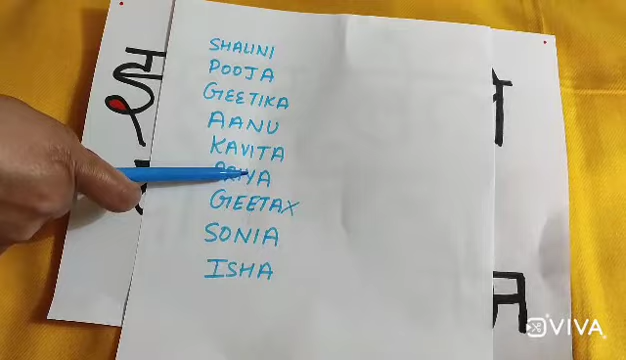 SHALINI
POOJA
GEETIKA
AANU
KAVITA
GEETAX
SONIA
ISHA
VIVA